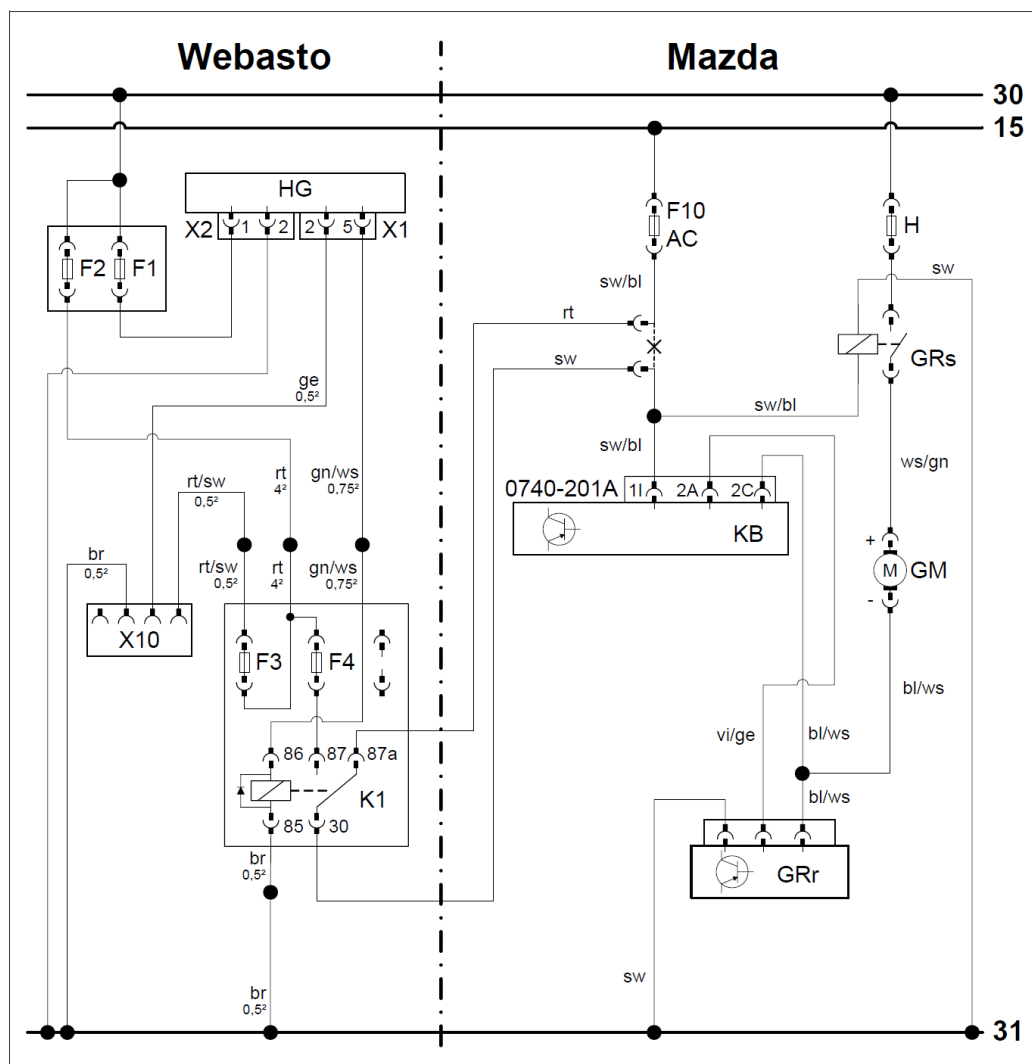 Webasto Mazda
30
15
HG
X2 1 2 2 5 X1
F10
AC
H
F2 F1
sw/bl
sw
rt
GRs
sw
ge
0,5²
sw/bl
sw/bl
rt
4²
gn/ws
0,75²
ws/gn
rt/sw
0,5²
0740-201A 1I 2A 2C
KB
+
M GM
-
br
0,5²
rt/sw
0,5²
rt
4²
gn/ws
0,75²
X10
F3 F4
bl/ws
vi/ge bl/ws
86 87 87a
K1
bl/ws
85 30
br
0,5²
GRr
sw
br
0,5²
31